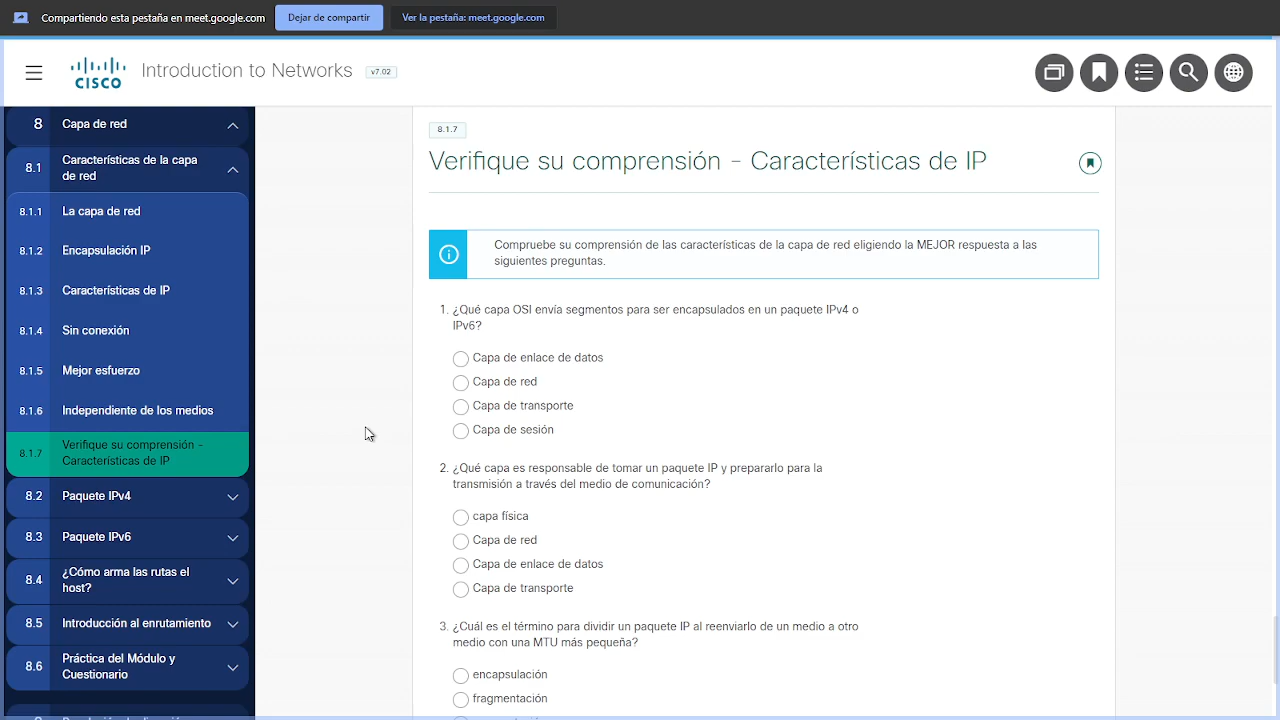 Compartiendo esta pestaña en meet.google.com
Dejar de compartir
Ver la pestaña: meet.google.com
CISCO
Introduction to Networks
v7.02
8 Capa de red
8.1 Características de la capa
de red
8.1.1 La capa de red
8.1.2 Encapsulación IP
8.1.3 Características de IP
8.1.4 Sin conexión
8.1.5 Mejor esfuerzo
8.1.6 Independiente de los medios
8.1.7 Verifique su comprensión -
Características de IP
8.2 Paquete IPv4
8.3 Paquete IPv6
8.4 ¿Cómo arma las rutas el
host?
8.5 Introducción al enrutamiento
8.6 Práctica del Módulo y
Cuestionario
8.1.7
Verifique su comprensión - Características de IP
Compruebe su comprensión de las características de la capa de red eligiendo la MEJOR respuesta a las
siguientes preguntas.
1. ¿Qué capa OSI envía segmentos para ser encapsulados en un paquete IPv4 o
IPv6?
Capa de enlace de datos
Capa de red
Capa de transporte
Capa de sesión
2. ¿Qué capa es responsable de tomar un paquete IP y prepararlo para la
transmisión a través del medio de comunicación?
capa física
Capa de red
Capa de enlace de datos
Capa de transporte
3. ¿Cuál es el término para dividir un paquete IP al reenviarlo de un medio a otro
medio con una MTU más pequeña?
encapsulación
fragmentación